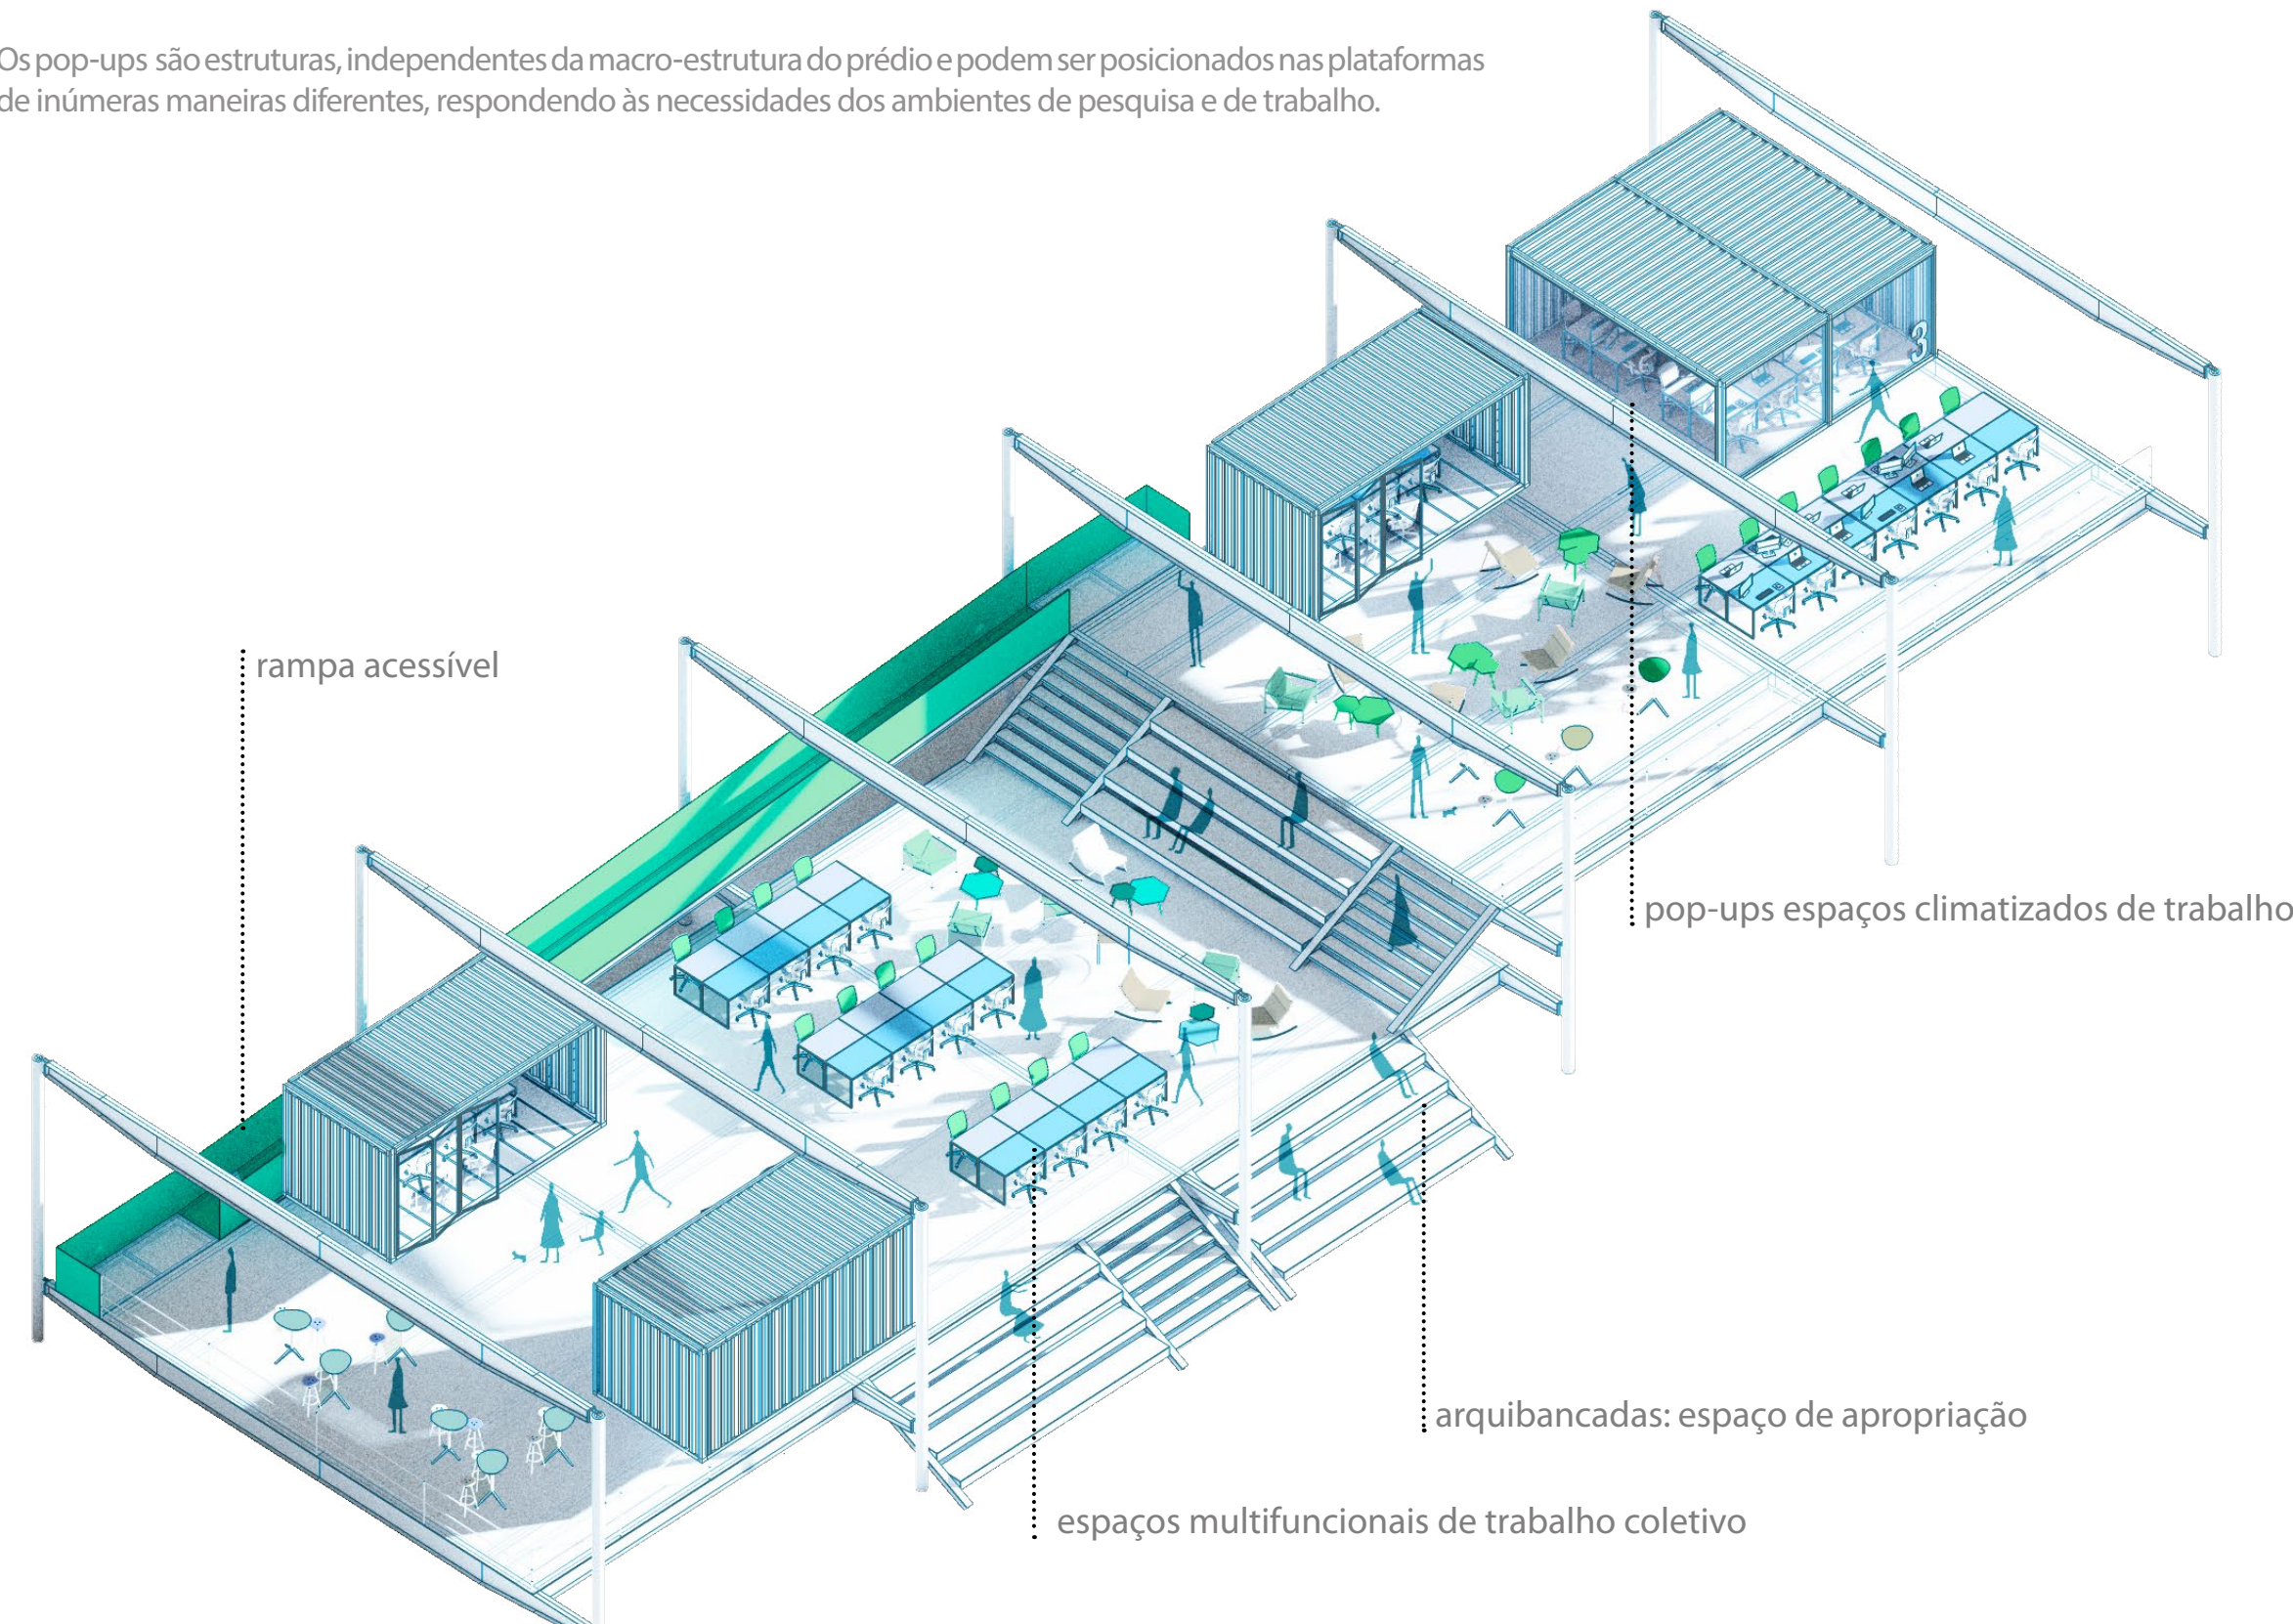 Os pop-ups são estruturas, independentes da macro-estrutura do prédio e podem ser posicionados nas plataformas
de inúmeras maneiras diferentes, respondendo às necessidades dos ambientes de pesquisa e de trabalho.
3
rampa acessível
pop-ups espaços climatizados de trabalho
arquibancadas: espaço de apropriação
espaços multifuncionais de trabalho coletivo